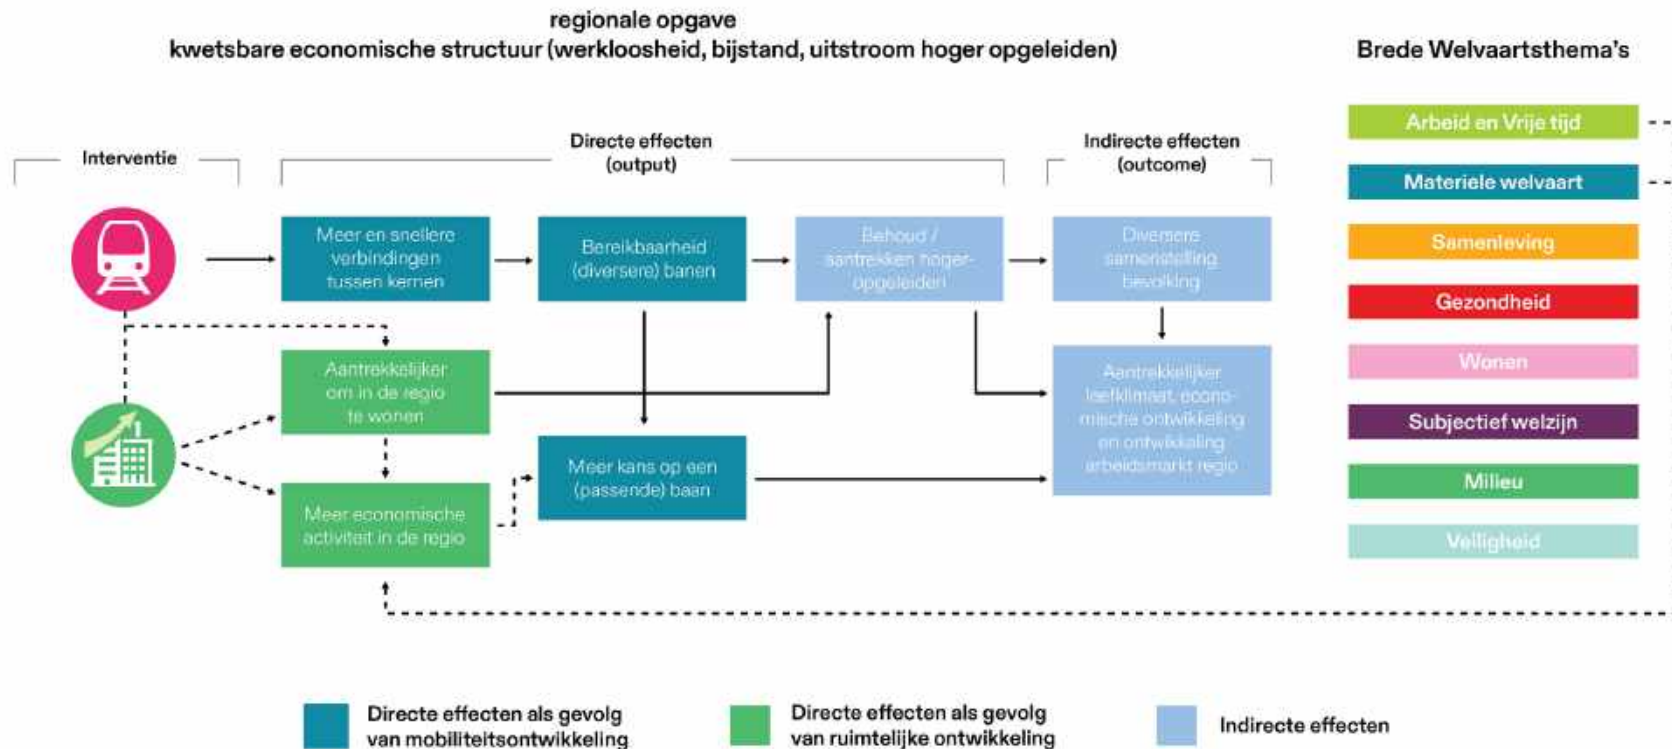 regionale opgave
kwetsbare economische structuur (werkloosheid, bijstand, uitstroom hoger opgeleiden)
Brede Welvaartsthema's
Interventie
Directe effecten
(output)
Indirecte effecten
(outcome)
Meer en snellere
verbindingen
tussen kernen
Bereikbaarheid
(diversere) banen
Behoud /
aantrekken hoger-
opgeleiden
Diversere
samenstelling
bevolking
Aantrekkelijker
om in de regio
te wonen
Meer kans op een
(passende) baan
Aantrekkelijker
leefklimaat, econo-
mische ontwikkeling
en ontwikkeling
arbeidsmarkt regio
Meer economische
activiteit in de regio
Arbeid en Vrije tijd
Materiele welvaart
Samenleving
Gezondheid
Wonen
Subjectief welzijn
Milieu
Veiligheid
Directe effecten als gevolg
van mobiliteitsontwikkeling
Directe effecten als gevolg
van ruimtelijke ontwikkeling
Indirecte effecten